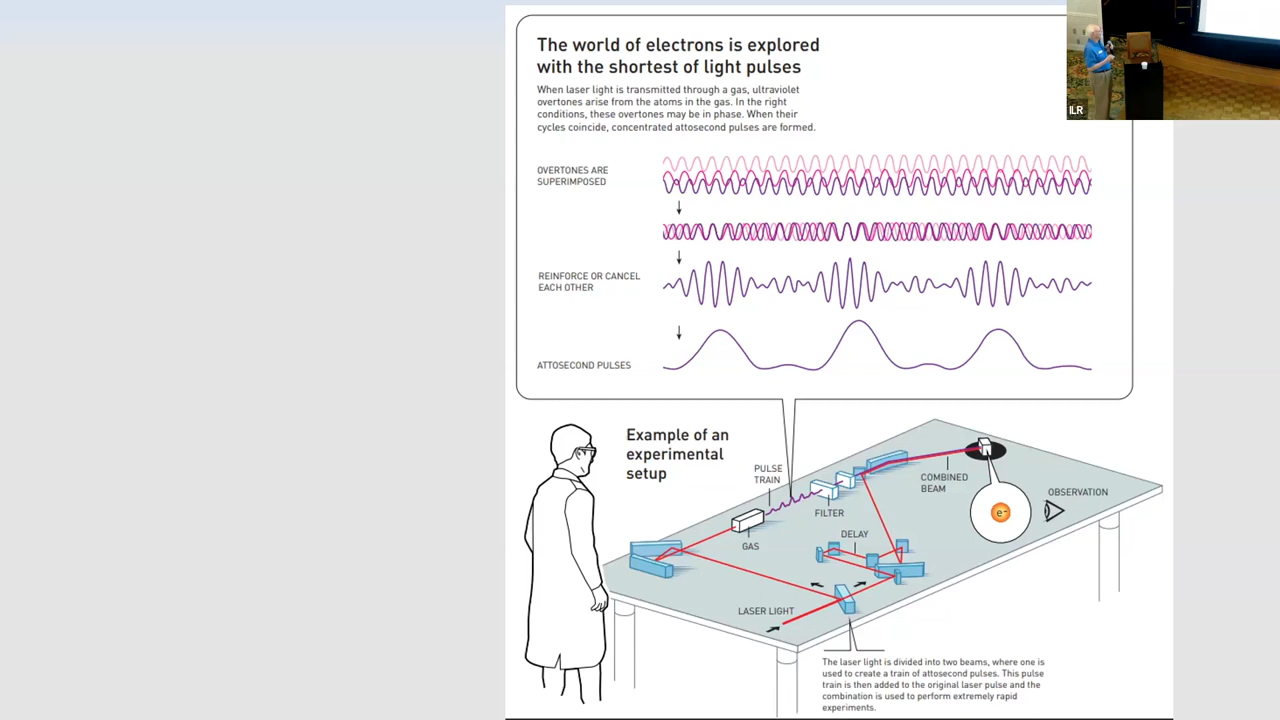 The world of electrons is explored
with the shortest of light pulses
When laser light is transmitted through a gas, ultraviolet
overtones arise from the atoms in the gas. In the right
conditions, these overtones may be in phase. When their
cycles coincide, concentrated attosecond pulses are formed.
OVERTONES ARE
SUPERIMPOSED
REINFORCE OR CANCEL
EACH OTHER
ATTOSECOND PULSES
Example of an
experimental
setup
PULSE
TRAIN
GAS
FILTER
DELAY
COMBINED
BEAM
OBSERVATION
e-
LASER LIGHT
The laser light is divided into two beams, where one is
used to create a train of attosecond pulses. This pulse
train is then added to the original laser pulse and the
combination is used to perform extremely rapid
experiments.
ILR